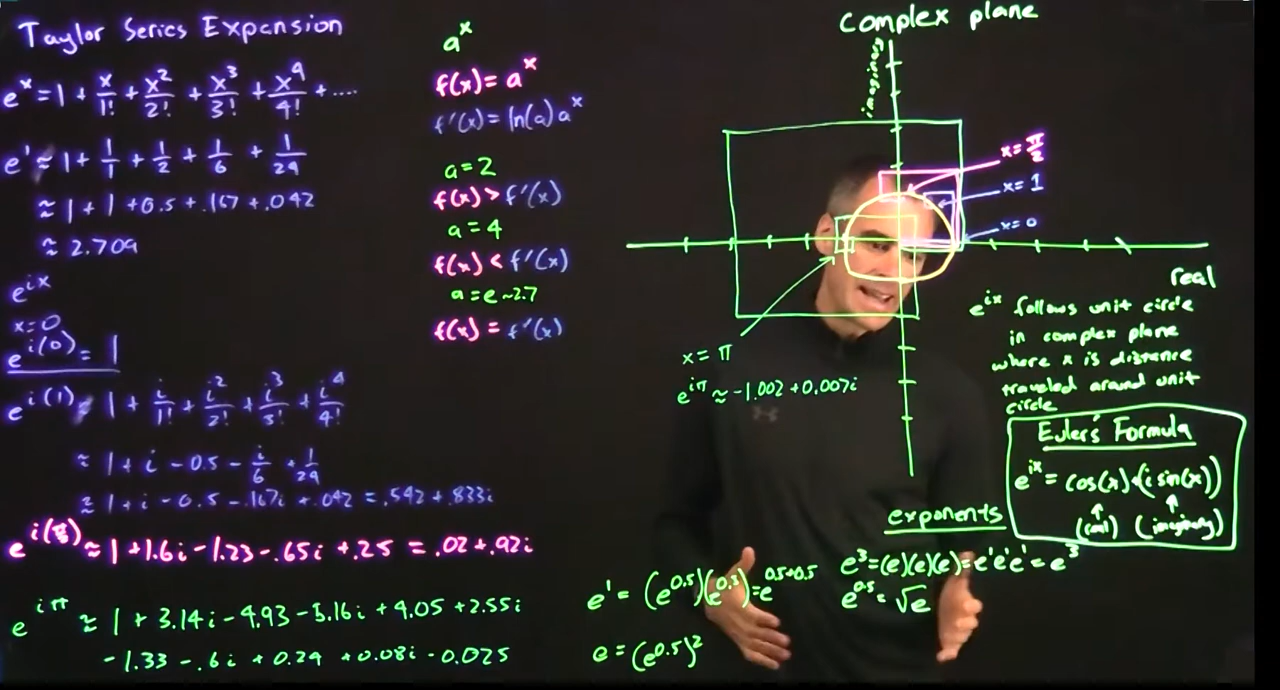 Taylor Series Expansion
e^x = 1 + x/1! + x^2/2! + x^3/3! + x^4/4! + ....
e^1 ≈ 1 + 1/1 + 1/2 + 1/6 + 1/24
≈ 1 + 1 + 0.5 + .167 + .042
≈ 2.709
e^ix
x=0
e^i(0) = 1
e^i(1) ≈ 1 + i/1! + i^2/2! + i^3/3! + i^4/4!
≈ 1 + i - 0.5 - i/6 + 1/24
≈ 1 + i - 0.5 - .167i + .042 = .542 + .833i
e^i(π/2) ≈ 1 + 1.6i - 1.23 - .65i + .25 = .02 + .92i
e^iπ ≈ 1 + 3.14i - 4.93 - 5.16i + 4.05 + 2.55i
- 1.33 - .6i + 0.24 + 0.08i - 0.025
a^x
f(x) = a^x
f'(x) = ln(a) a^x
a=2
f(x) > f'(x)
a=4
f(x) < f'(x)
a=e~2.7
f(x) = f'(x)
Complex plane
imaginary
x=π/2
x=1
x=0
real
x=π
e^iπ ≈ -1.002 + 0.007i
e^ix follows unit circle
in complex plane
where x is distance
traveled around unit
circle
Euler's Formula
e^ix = cos(x) + (i sin(x))
↑ ↑
(real) (imaginary)
exponents
e^3 = (e)(e)(e) = e^1 e^1 e^1 = e^3
e^1 = (e^0.5)(e^0.5) = e^0.5+0.5
e^0.5 = √e
e = (e^0.5)^2